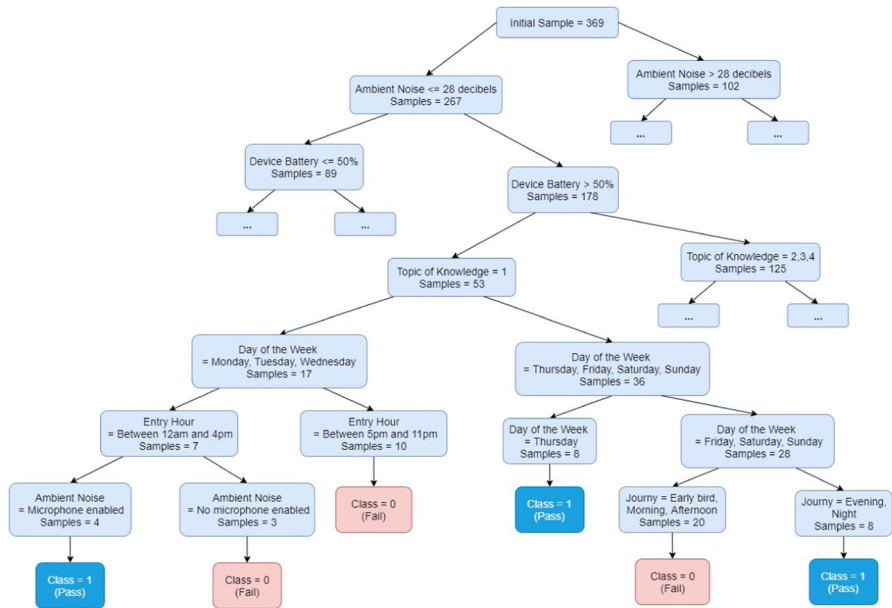 Initial Sample = 369
Ambient Noise <= 28 decibels
Samples = 267
Ambient Noise > 28 decibels
Samples = 102
...
...
Device Battery <= 50%
Samples = 89
Device Battery > 50%
Samples = 178
...
...
Topic of Knowledge = 1
Samples = 53
Topic of Knowledge = 2,3,4
Samples = 125
...
...
Day of the Week
= Monday, Tuesday, Wednesday
Samples = 17
Day of the Week
= Thursday, Friday, Saturday, Sunday
Samples = 36
Entry Hour
= Between 12am and 4pm
Samples = 7
Entry Hour
= Between 5pm and 11pm
Samples = 10
Day of the Week
= Thursday
Samples = 8
Day of the Week
= Friday, Saturday, Sunday
Samples = 28
Ambient Noise
= Microphone enabled
Samples = 4
Ambient Noise
= No microphone enabled
Samples = 3
Class = 0
(Fail)
Class = 1
(Pass)
Journy = Early bird,
Morning, Afternoon
Samples = 20
Journy = Evening,
Night
Samples = 8
Class = 1
(Pass)
Class = 0
(Fail)
Class = 0
(Fail)
Class = 1
(Pass)